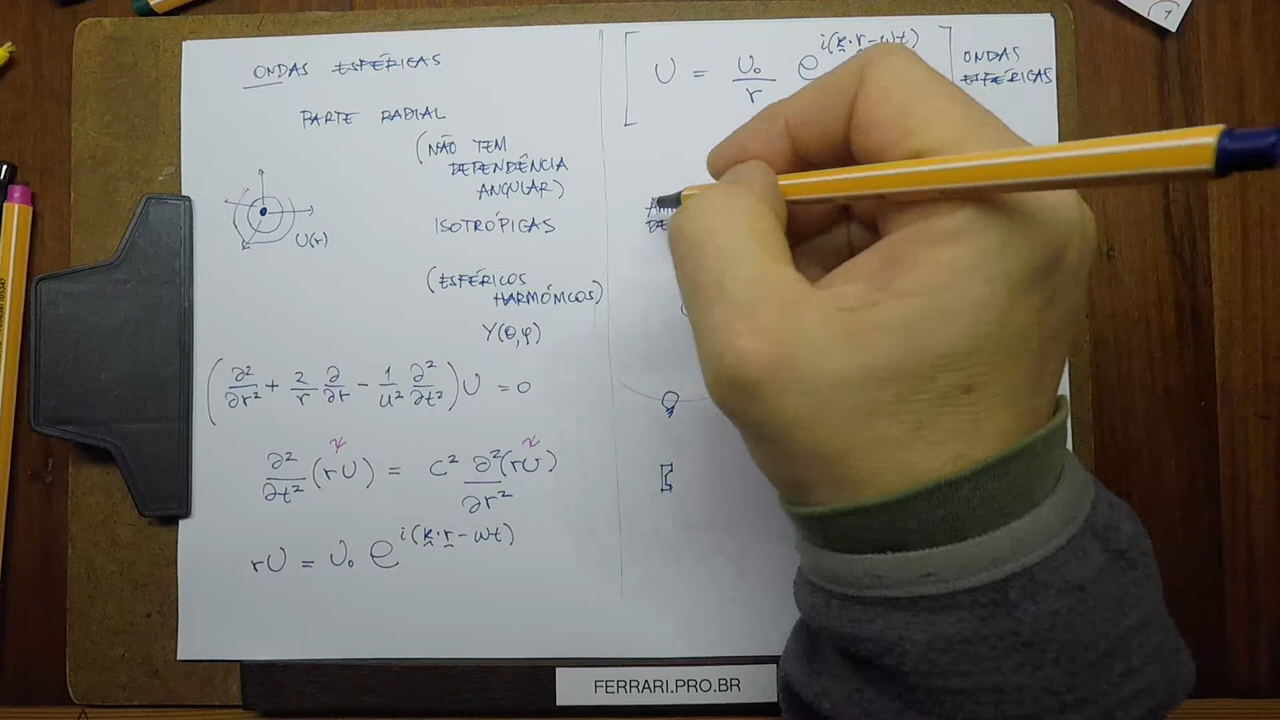 ONDAS ESFÉRICAS
PARTE RADIAL
(NÃO TEM
DEPENDÊNCIA
ANGULAR)
ISOTRÓPICAS
U(r)
(ESFÉRICOS
HARMÓMCOS)
Y(θ,φ)
(∂²/∂r² + 2/r ∂/∂r − 1/u² ∂²/∂t²) U = 0
ψ ψ
∂²/∂t² (rU) = c² ∂²/∂r² (rU)
rU = U₀ e^{i(k·r − ωt)}
[U = U₀/r e^{i(k·r − ωt)}] ONDAS
ESFÉRICAS
FERRARI.PRO.BR